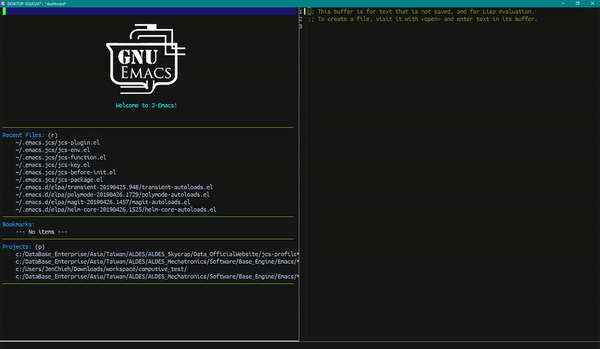 DESKTOP-SQUQ2A7 - "dashboard"
GNU
EMACS
Welcome to J-Emacs!
Recent Files: (r)
~/.emacs.jcs/jcs-plugin.el
~/.emacs.jcs/jcs-env.el
~/.emacs.jcs/jcs-function.el
~/.emacs.jcs/jcs-key.el
~/.emacs.jcs/jcs-before-init.el
~/.emacs.jcs/jcs-package.el
~/.emacs.d/elpa/transient-20190425.948/transient-autoloads.el
~/.emacs.d/elpa/polymode-20190426.1729/polymode-autoloads.el
~/.emacs.d/elpa/magit-20190426.1457/magit-autoloads.el
~/.emacs.d/elpa/helm-core-20190426.1525/helm-core-autoloads.el
Bookmarks:
--- No items ---
Projects: (p)
c:/DataBase_Enterprise/Asia/Taiwan/ALDES/ALDES_Skycrap/Data_OfficialWebsite/jcs-profile
c:/DataBase_Enterprise/Asia/Taiwan/ALDES/ALDES_Mechatronics/Software/Base_Engine/Emacs/
c:/Users/JenChieh/Downloads/workspace/computive_test/
c:/DataBase_Enterprise/Asia/Taiwan/ALDES/ALDES_Mechatronics/Software/Base_Engine/Emacs/
1 ;; This buffer is for text that is not saved, and for Lisp evaluation.
2 ;; To create a file, visit it with <open> and enter text in its buffer.
3